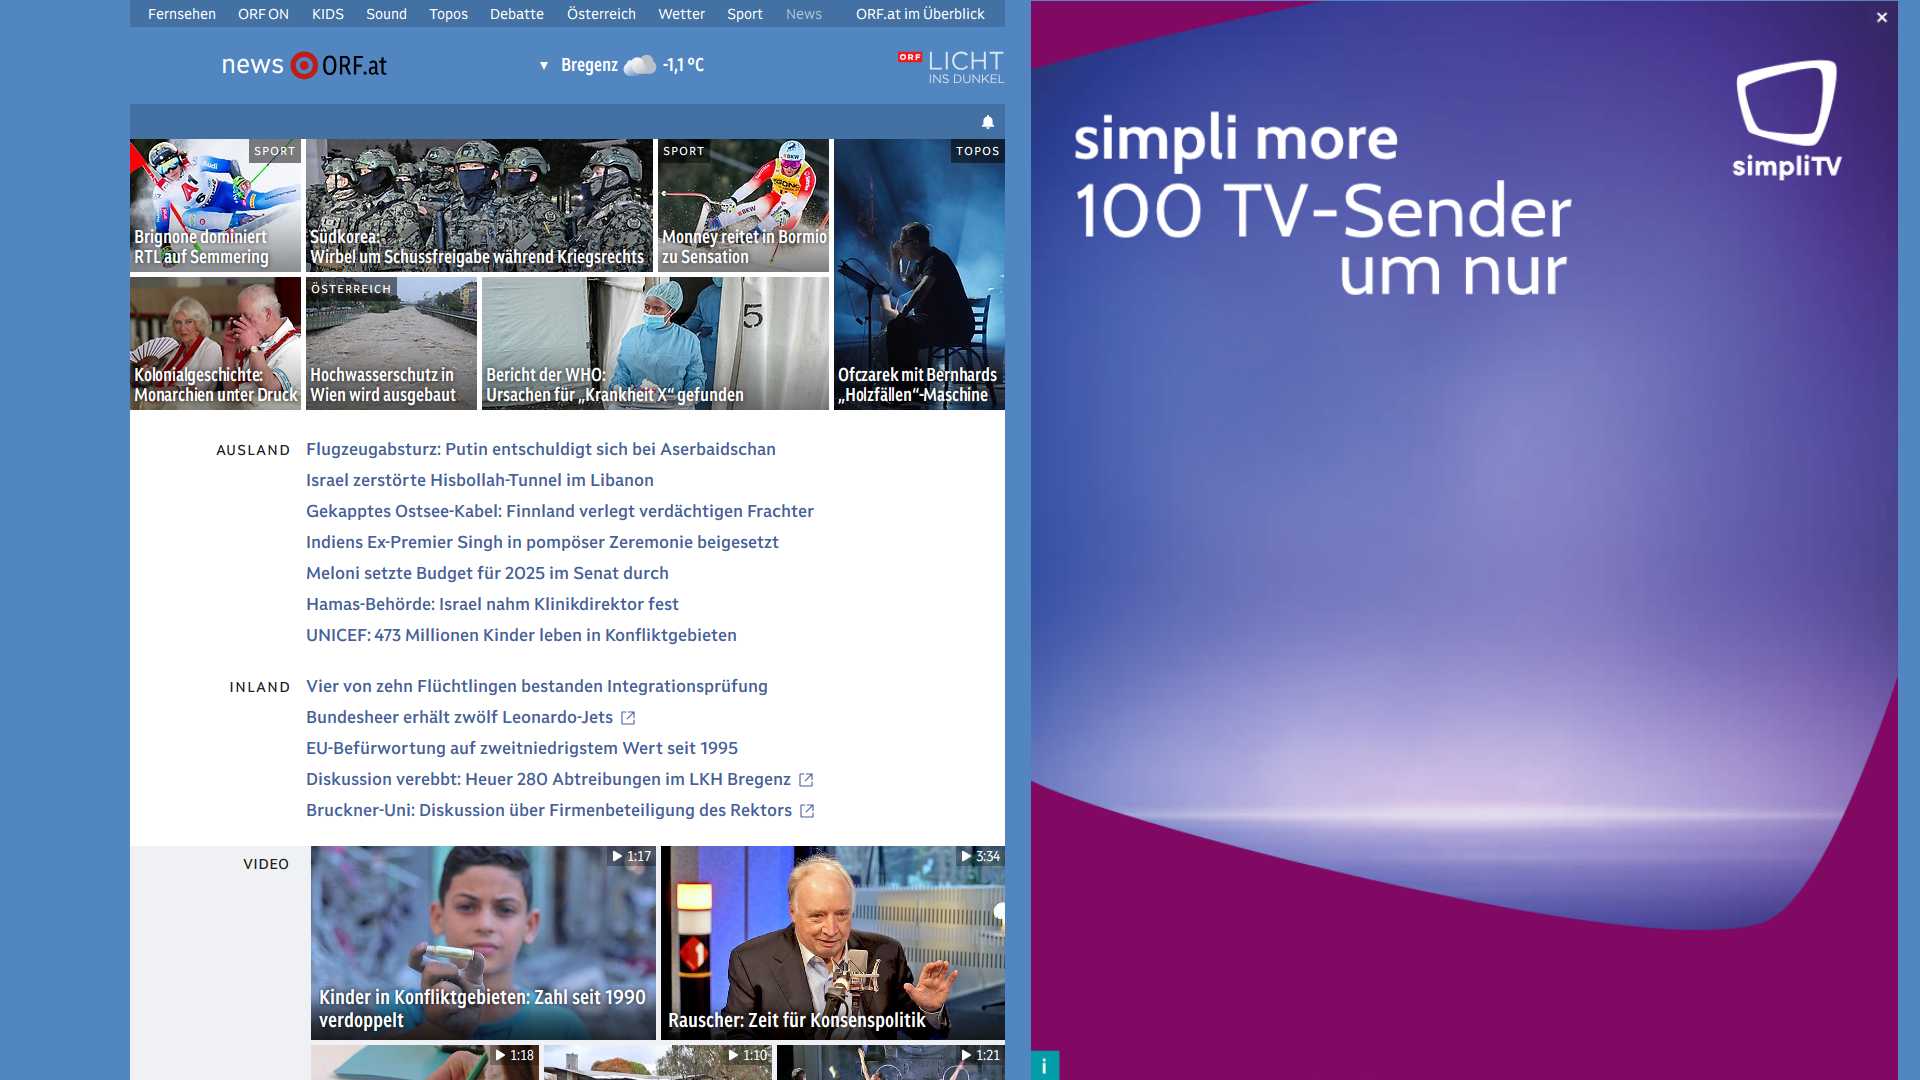 Fernsehen ORF ON KIDS Sound Topos Debatte Österreich Wetter Sport News ORF.at im Überblick
news ORF.at
Bregenz -1,1 °C
ORF LICHT
INS DUNKEL
SPORT
Brignone dominiert
RTL auf Semmering
Südkorea:
Wirbel um Schussfreigabe während Kriegsrechts
SPORT
Monney reitet in Bormio
zu Sensation
TOPOS
Ofczarek mit Bernhards
„Holzfällen“-Maschine
Kolonialgeschichte:
Monarchien unter Druck
ÖSTERREICH
Hochwasserschutz in
Wien wird ausgebaut
5
Bericht der WHO:
Ursachen für „Krankheit X“ gefunden
AUSLAND
Flugzeugabsturz: Putin entschuldigt sich bei Aserbaidschan
Israel zerstörte Hisbollah-Tunnel im Libanon
Gekapptes Ostsee-Kabel: Finnland verlegt verdächtigen Frachter
Indiens Ex-Premier Singh in pompöser Zeremonie beigesetzt
Meloni setzte Budget für 2025 im Senat durch
Hamas-Behörde: Israel nahm Klinikdirektor fest
UNICEF: 473 Millionen Kinder leben in Konfliktgebieten
INLAND
Vier von zehn Flüchtlingen bestanden Integrationsprüfung
Bundesheer erhält zwölf Leonardo-Jets
EU-Befürwortung auf zweitniedrigstem Wert seit 1995
Diskussion verebbt: Heuer 280 Abtreibungen im LKH Bregenz
Bruckner-Uni: Diskussion über Firmenbeteiligung des Rektors
VIDEO
1:17
Kinder in Konfliktgebieten: Zahl seit 1990
verdoppelt
3:34
Rauscher: Zeit für Konsenspolitik
1:18
1:10
1:21
simpli more
100 TV-Sender
um nur
simpliTV
i